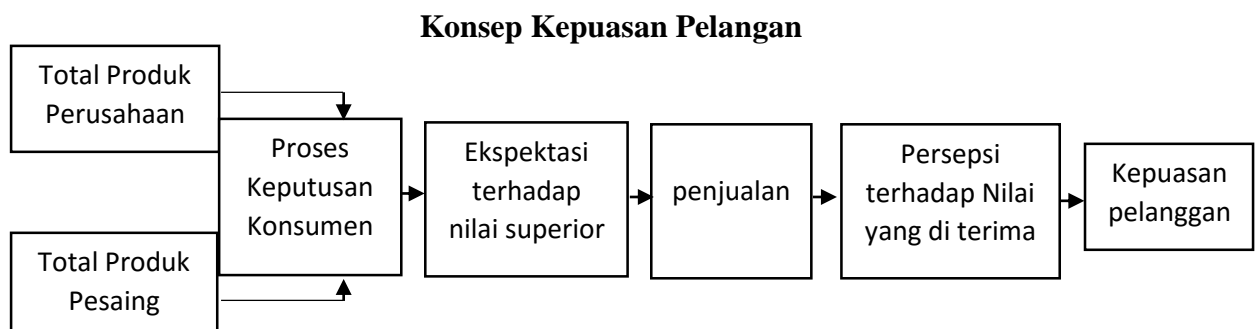 Konsep Kepuasan Pelangan
Total Produk
Perusahaan
Total Produk
Pesaing
Proses
Keputusan
Konsumen
Ekspektasi
terhadap
nilai superior
penjualan
Persepsi
terhadap Nilai
yang di terima
Kepuasan
pelanggan